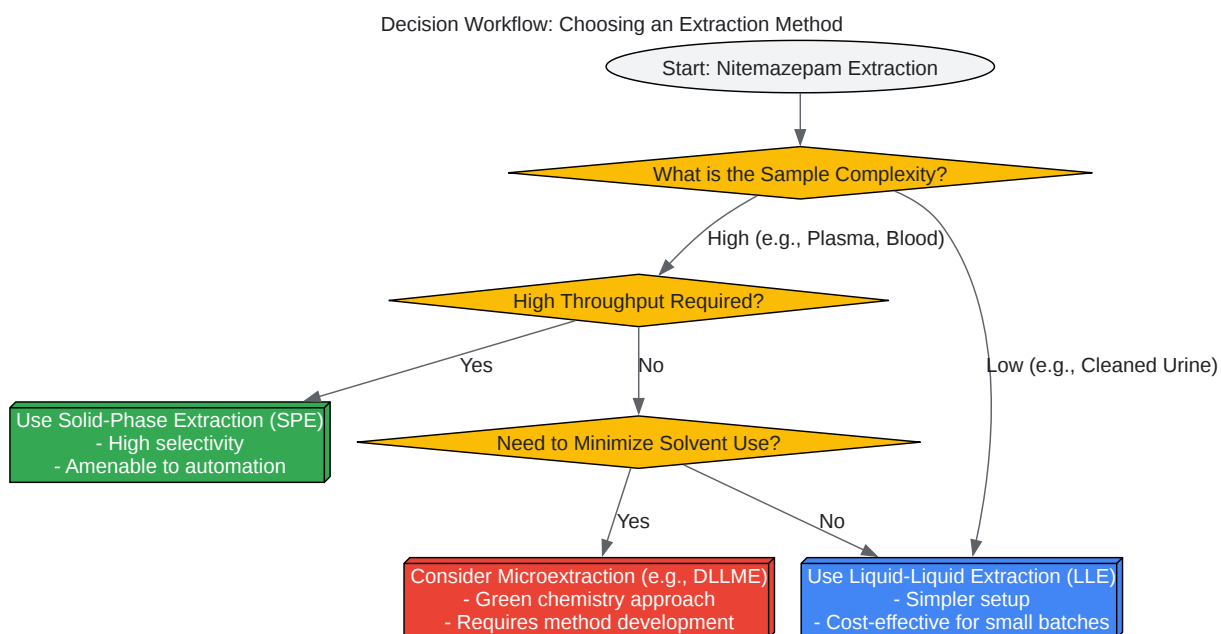 Decision Workflow: Choosing an Extraction Method
Start: Nitemazepam Extraction
What is the Sample Complexity?
High (e.g., Plasma, Blood)
High Throughput Required?
Yes
No
Low (e.g., Cleaned Urine)
Use Solid-Phase Extraction (SPE)
- High selectivity
- Amenable to automation
Need to Minimize Solvent Use?
Yes
No
Consider Microextraction (e.g., DLLME)
- Green chemistry approach
- Requires method development
Use Liquid-Liquid Extraction (LLE)
- Simpler setup
- Cost-effective for small batches